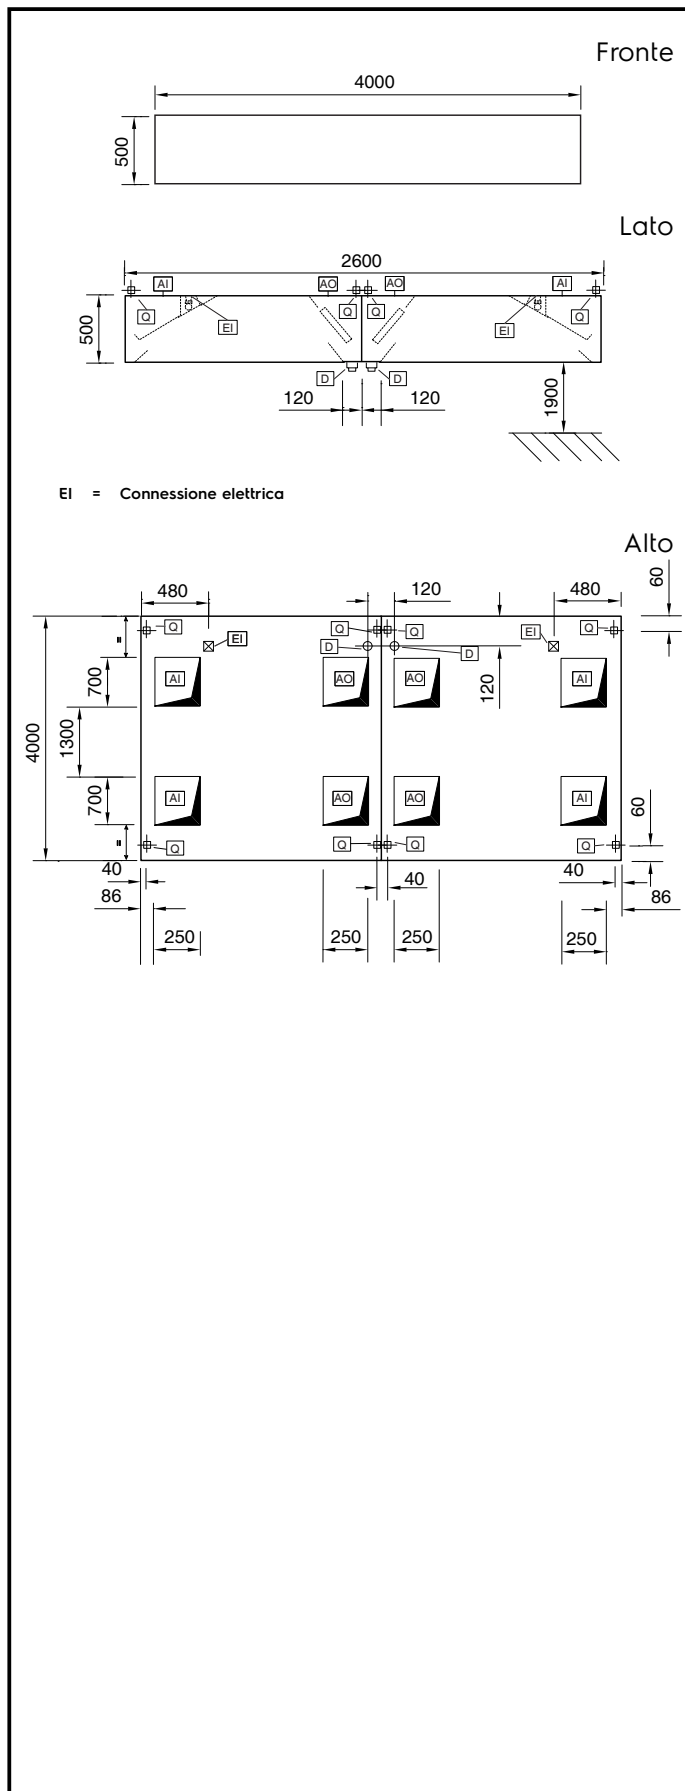 Fronte
4000
500
Lato
2600
AI AO AO AI
Q EI Q Q EI Q
500
D D
120 120
1900
EI = Connessione elettrica
Alto
480 120 480 60
Q Q Q Q
EI D D EI
=
700
AI AO AO AI
120
4000
1300
700
AI AO AO AI
60
=
Q Q Q Q
40 40 40
86 86
250 250 250 250